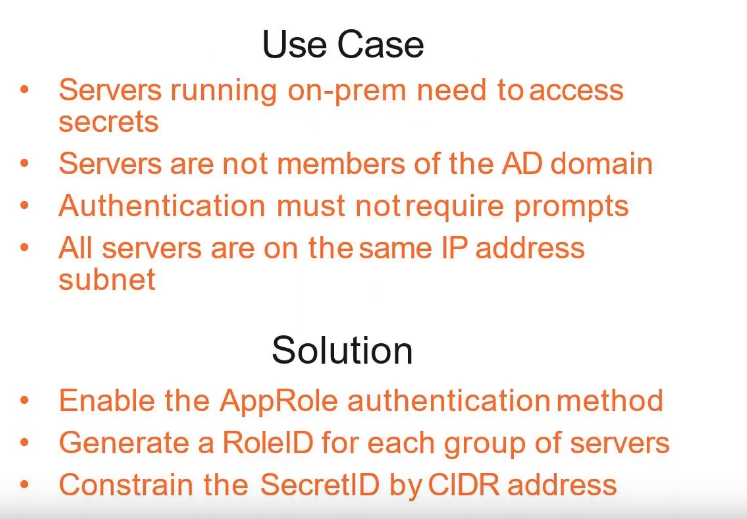 Use Case
• Servers running on-prem need to access
secrets
• Servers are not members of the AD domain
• Authentication must not require prompts
• All servers are on the same IP address
subnet
Solution
• Enable the AppRole authentication method
• Generate a RoleID for each group of servers
• Constrain the SecretID by CIDR address